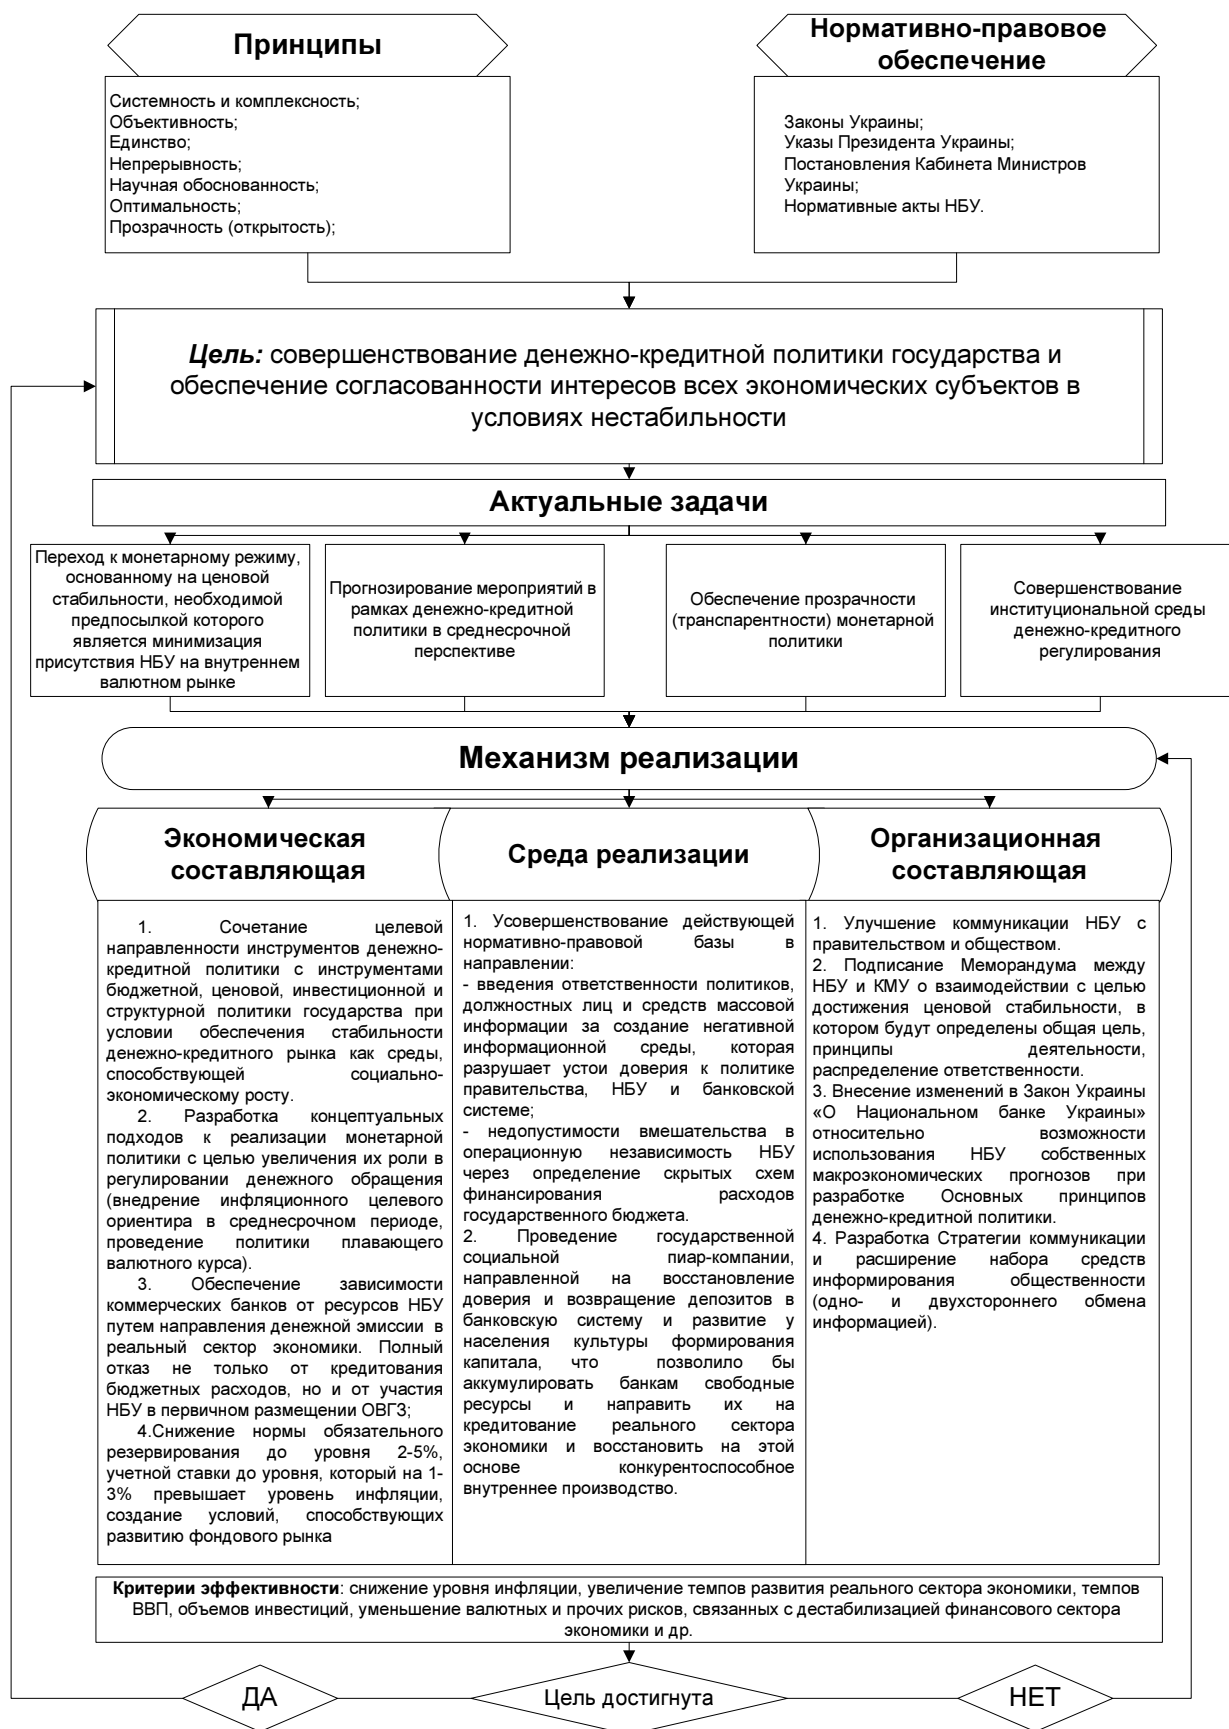 Принципы
Системность и комплексность;
Объективность;
Единство;
Непрерывность;
Научная обоснованность;
Оптимальность;
Прозрачность (открытость);
Нормативно-правовое
обеспечение
Законы Украины;
Указы Президента Украины;
Постановления Кабинета Министров
Украины;
Нормативные акты НБУ.
Цель: совершенствование денежно-кредитной политики государства и
обеспечение согласованности интересов всех экономических субъектов в
условиях нестабильности
Актуальные задачи
Переход к монетарному режиму,
основанному на ценовой
стабильности, необходимой
предпосылкой которого
является минимизация
присутствия НБУ на внутреннем
валютном рынке
Прогнозирование мероприятий в
рамках денежно-кредитной
политики в среднесрочной
перспективе
Обеспечение прозрачности
(транспарентности) монетарной
политики
Совершенствование
институциональной среды
денежно-кредитного
регулирования
Механизм реализации
Экономическая
составляющая
1. Сочетание целевой
направленности инструментов денежно-
кредитной политики с инструментами
бюджетной, ценовой, инвестиционной и
структурной политики государства при
условии обеспечения стабильности
денежно-кредитного рынка как среды,
способствующей социально-
экономическому росту.
2. Разработка концептуальных
подходов к реализации монетарной
политики с целью увеличения их роли в
регулировании денежного обращения
(внедрение инфляционного целевого
ориентира в среднесрочном периоде,
проведение политики плавающего
валютного курса).
3. Обеспечение зависимости
коммерческих банков от ресурсов НБУ
путем направления денежной эмиссии в
реальный сектор экономики. Полный
отказ не только от кредитования
бюджетных расходов, но и от участия
НБУ в первичном размещении ОВГЗ;
4.Снижение нормы обязательного
резервирования до уровня 2-5%,
учетной ставки до уровня, который на 1-
3% превышает уровень инфляции,
создание условий, способствующих
развитию фондового рынка
Среда реализации
1. Усовершенствование действующей
нормативно-правовой базы в
направлении:
- введения ответственности политиков,
должностных лиц и средств массовой
информации за создание негативной
информационной среды, которая
разрушает устои доверия к политике
правительства, НБУ и банковской
системе;
- недопустимости вмешательства в
операционную независимость НБУ
через определение скрытых схем
финансирования расходов
государственного бюджета.
2. Проведение государственной
социальной пиар-компании,
направленной на восстановление
доверия и возвращение депозитов в
банковскую систему и развитие у
населения культуры формирования
капитала, что позволило бы
аккумулировать банкам свободные
ресурсы и направить их на
кредитование реального сектора
экономики и восстановить на этой
основе конкурентоспособное
внутреннее производство.
Организационная
составляющая
1. Улучшение коммуникации НБУ с
правительством и обществом.
2. Подписание Меморандума между
НБУ и КМУ о взаимодействии с целью
достижения ценовой стабильности, в
котором будут определены общая цель,
принципы деятельности,
распределение ответственности.
3. Внесение изменений в Закон Украины
«О Национальном банке Украины»
относительно возможности
использования НБУ собственных
макроэкономических прогнозов при
разработке Основных принципов
денежно-кредитной политики.
4. Разработка Стратегии коммуникации
и расширение набора средств
информирования общественности
(одно- и двухстороннего обмена
информацией).
Критерии эффективности: снижение уровня инфляции, увеличение темпов развития реального сектора экономики, темпов
ВВП, объемов инвестиций, уменьшение валютных и прочих рисков, связанных с дестабилизацией финансового сектора
экономики и др.
ДА
Цель достигнута
НЕТ